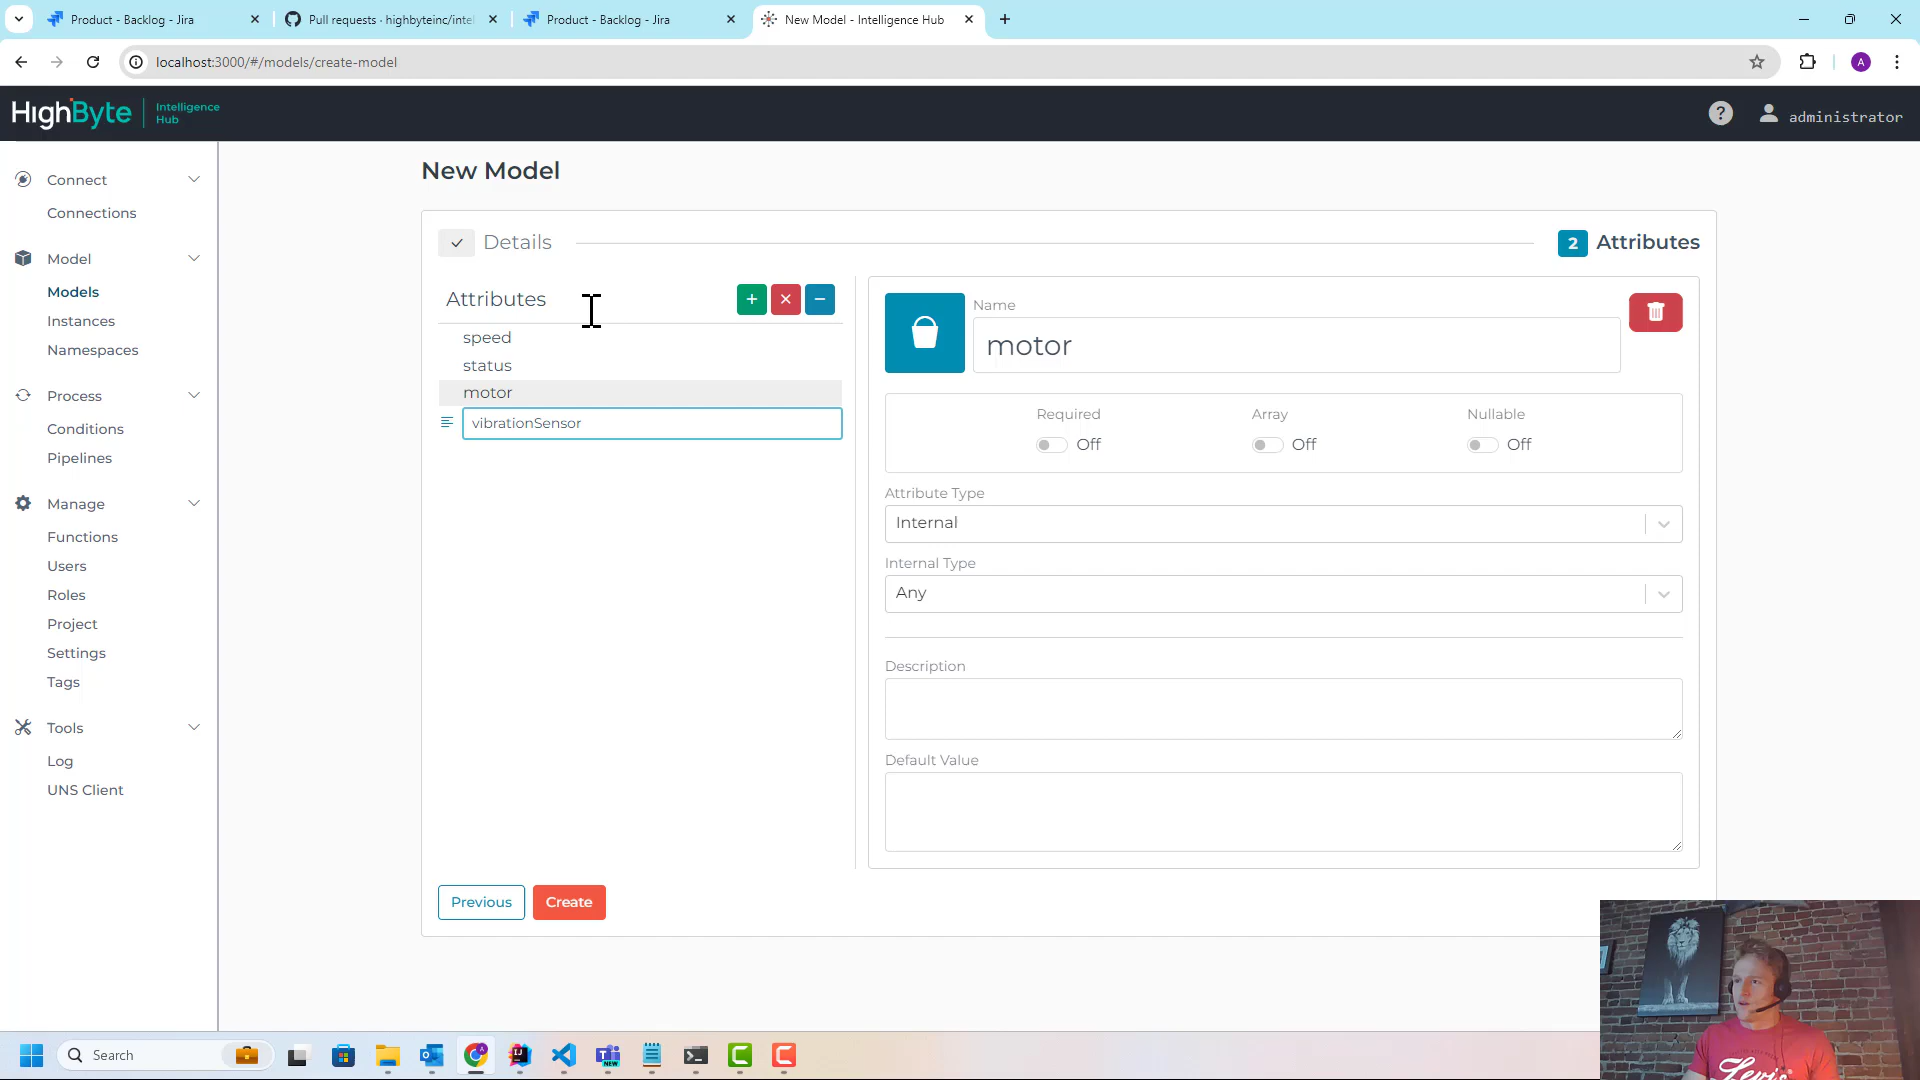 Product - Backlog - Jira
Pull requests · highbyteinc/intel
Product - Backlog - Jira
New Model - Intelligence Hub
localhost:3000/#/models/create-model
A
HighByte
Intelligence
Hub
?
administrator
Connect
Connections
Model
Models
Instances
Namespaces
Process
Conditions
Pipelines
Manage
Functions
Users
Roles
Project
Settings
Tags
Tools
Log
UNS Client
New Model
Details
2 Attributes
Attributes
speed
status
motor
vibrationSensor
Name
motor
Required
Off
Array
Off
Nullable
Off
Attribute Type
Internal
Internal Type
Any
Description
Default Value
Previous
Create
Search
NEW
Levi's